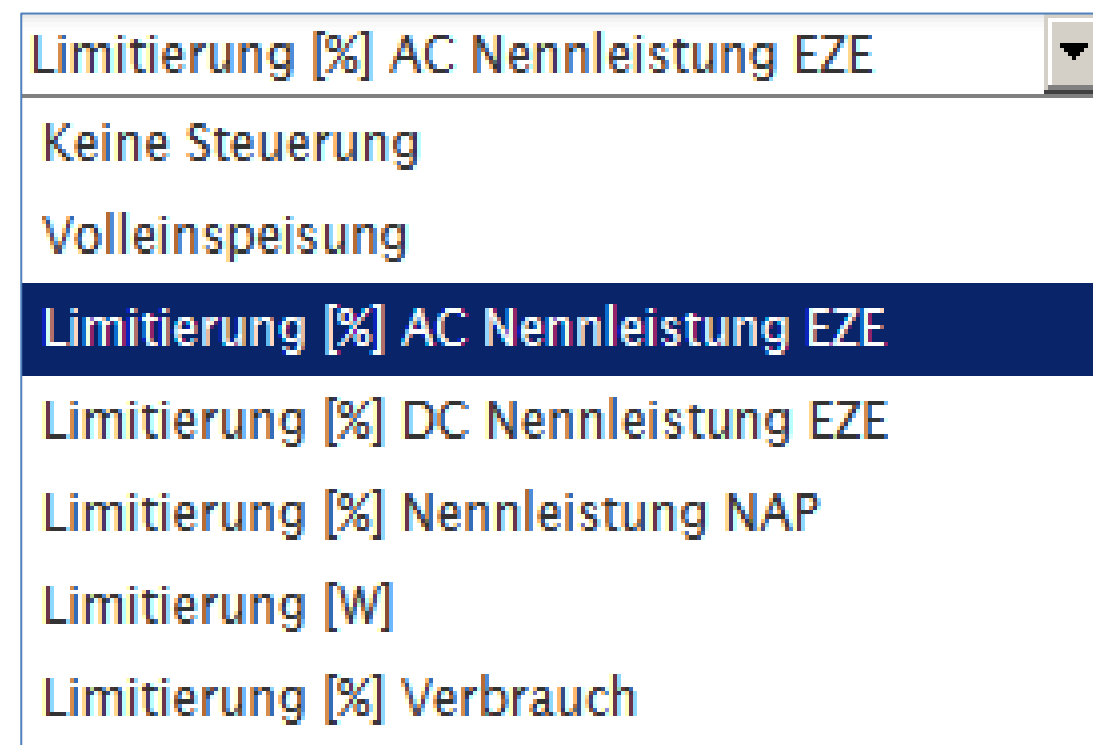 Limitierung [%] AC Nennleistung EZE
Keine Steuerung
Volleinspeisung
Limitierung [%] AC Nennleistung EZE
Limitierung [%] DC Nennleistung EZE
Limitierung [%] Nennleistung NAP
Limitierung [W]
Limitierung [%] Verbrauch